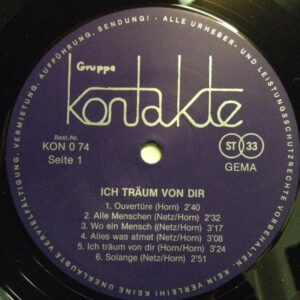 ALLE URHEBER- UND LEISTUNGSSCHUTZRECHTE VORBEHALTEN. KEIN VERLEIH! KEINE UNERLAUBTE VERVIELFÄLTIGUNG, VERMIETUNG, AUFFÜHRUNG, SENDUNG!
Gruppe
Kontakte
Best.-Nr.
KON 0 74
Seite 1
ST 33
GEMA
ICH TRÄUM VON DIR
1. Ouvertüre (Horn) 2'40
2. Alle Menschen (Netz/Horn) 2'32
3. Wo ein Mensch ((Netz/Horn) 3'17
4. Alles was atmet (Netz/Horn) 3'08
5. Ich träum von dir (Horn) 3'24
6. Solange (Netz/Horn) 2'51